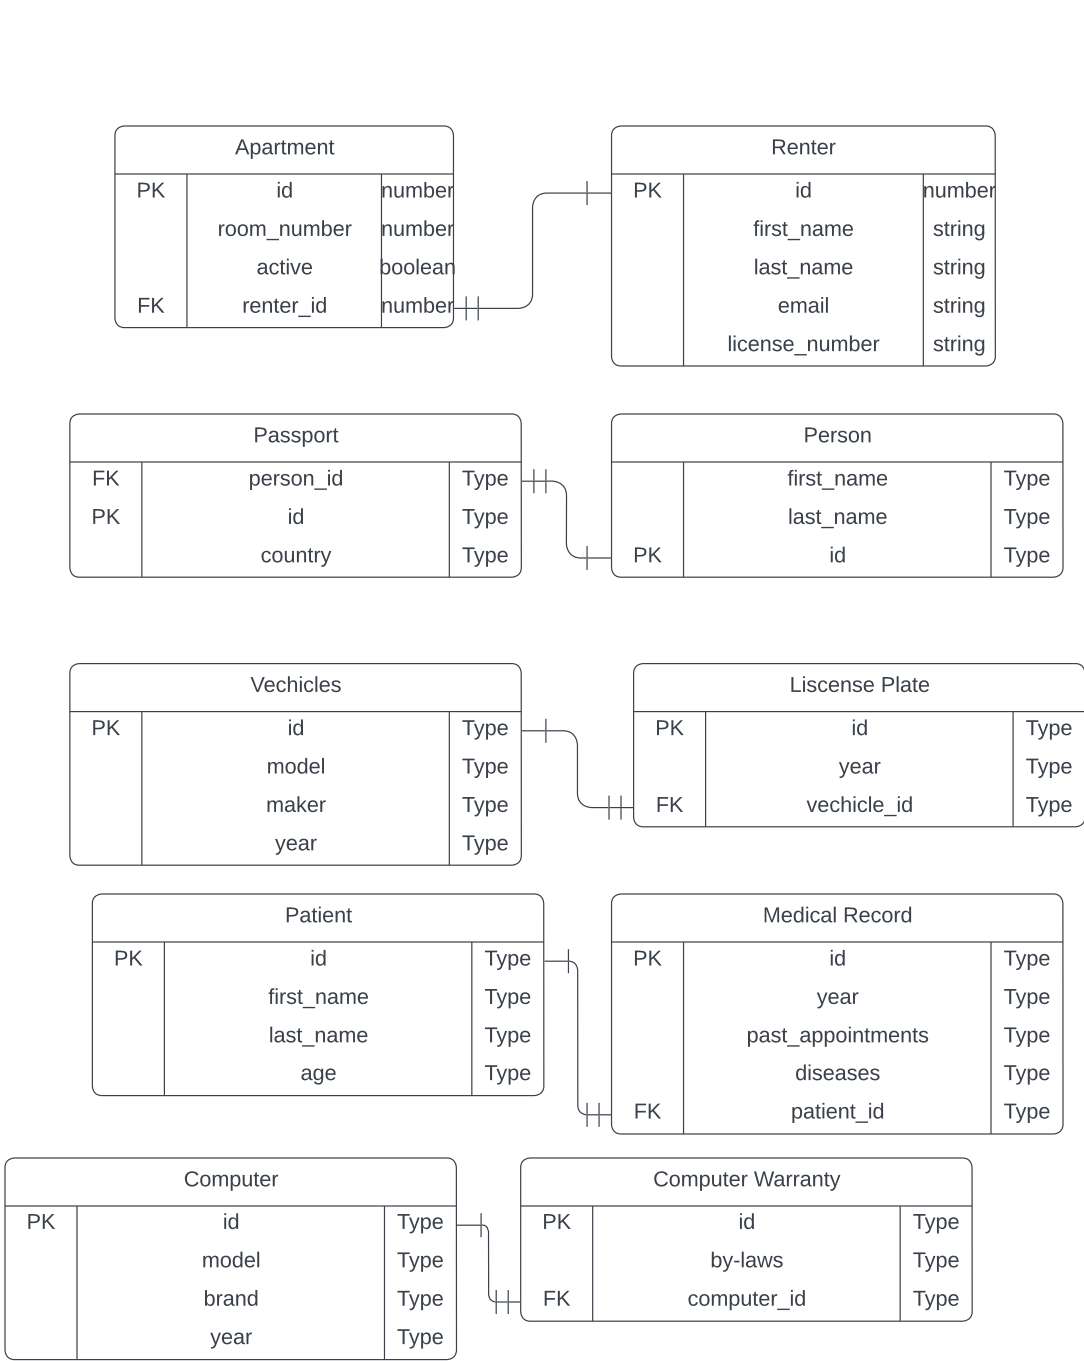 Apartment
PK id number
room_number number
active boolean
FK renter_id number
Renter
PK id number
first_name string
last_name string
email string
license_number string
Passport
FK person_id Type
PK id Type
country Type
Person
first_name Type
last_name Type
PK id Type
Vechicles
PK id Type
model Type
maker Type
year Type
Liscense Plate
PK id Type
year Type
FK vechicle_id Type
Patient
PK id Type
first_name Type
last_name Type
age Type
Medical Record
PK id Type
year Type
past_appointments Type
diseases Type
FK patient_id Type
Computer
PK id Type
model Type
brand Type
year Type
Computer Warranty
PK id Type
by-laws Type
FK computer_id Type